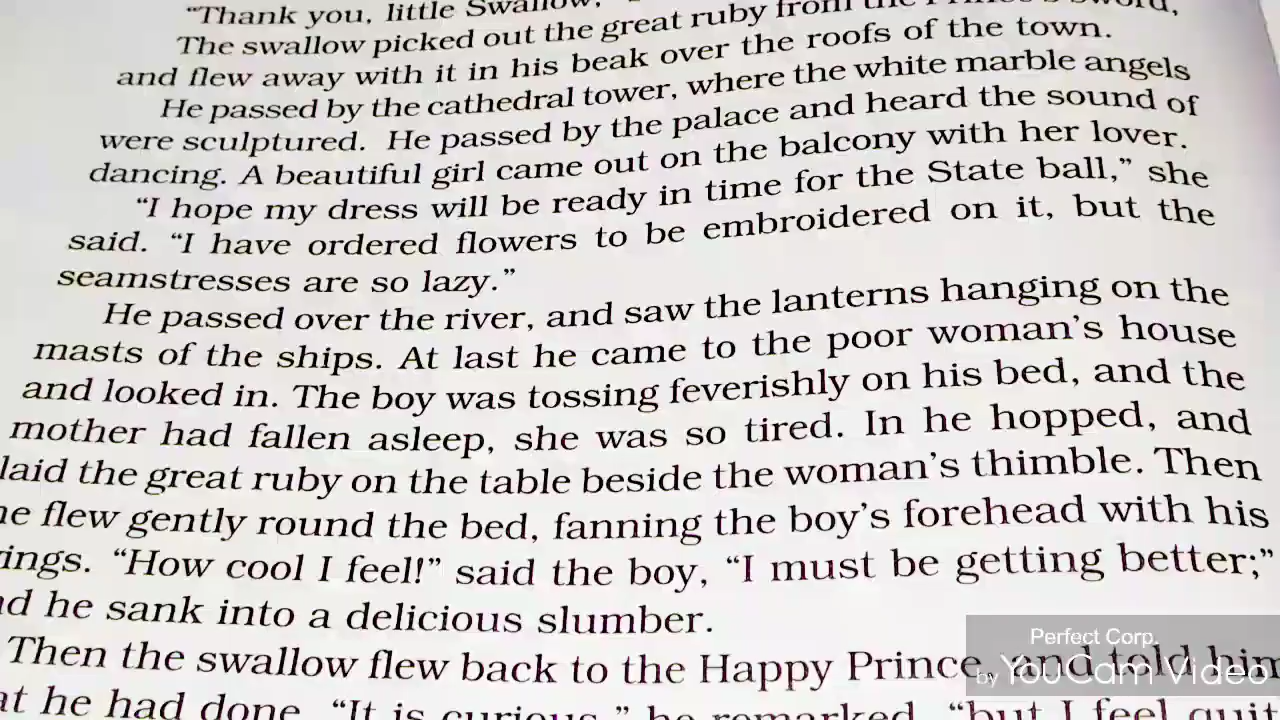 “Thank you, little Swallow,
The swallow picked out the great ruby from the Prince's sword,
and flew away with it in his beak over the roofs of the town.
He passed by the cathedral tower, where the white marble angels
were sculptured. He passed by the palace and heard the sound of
dancing. A beautiful girl came out on the balcony with her lover.
“I hope my dress will be ready in time for the State ball,” she
said. “I have ordered flowers to be embroidered on it, but the
seamstresses are so lazy.”
He passed over the river, and saw the lanterns hanging on the
masts of the ships. At last he came to the poor woman’s house
and looked in. The boy was tossing feverishly on his bed, and the
mother had fallen asleep, she was so tired. In he hopped, and
laid the great ruby on the table beside the woman’s thimble. Then
he flew gently round the bed, fanning the boy’s forehead with his
ings. “How cool I feel!” said the boy, “I must be getting better;”
nd he sank into a delicious slumber.
Then the swallow flew back to the Happy Prince, and told him
at he had done. “It is curious,” he remarked, “but I feel quit
Perfect Corp.
by YouCam Video